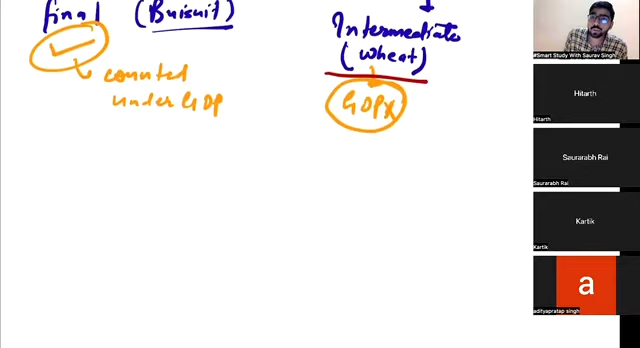 final (Buisuit)
counted
under GDP
Intermediate
(wheat)
GDPX
#Smart Study With Saurav Singh
Hitarth
Hitarth
Saurarabh Rai
Saurarabh Rai
Kartik
Kartik
a
adityapratap singh